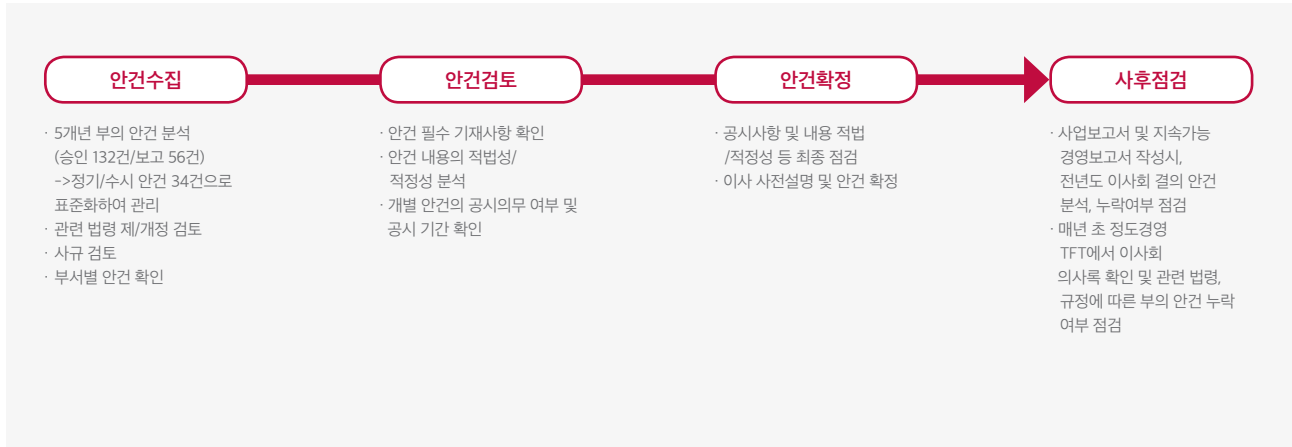 안건수집
· 5개년 부의 안건 분석
(승인 132건/보고 56건)
->정기/수시 안건 34건으로
표준화하여 관리
· 관련 법령 제/개정 검토
· 사규 검토
· 부서별 안건 확인
안건검토
· 안건 필수 기재사항 확인
· 안건 내용의 적법성/
적정성 분석
· 개별 안건의 공시의무 여부 및
공시 기간 확인
안건확정
· 공시사항 및 내용 적법
/적정성 등 최종 점검
· 이사 사전설명 및 안건 확정
사후점검
· 사업보고서 및 지속가능
경영보고서 작성시,
전년도 이사회 결의 안건
분석, 누락여부 점검
· 매년 초 정도경영
TFT에서 이사회
의사록 확인 및 관련 법령,
규정에 따른 부의 안건 누락
여부 점검